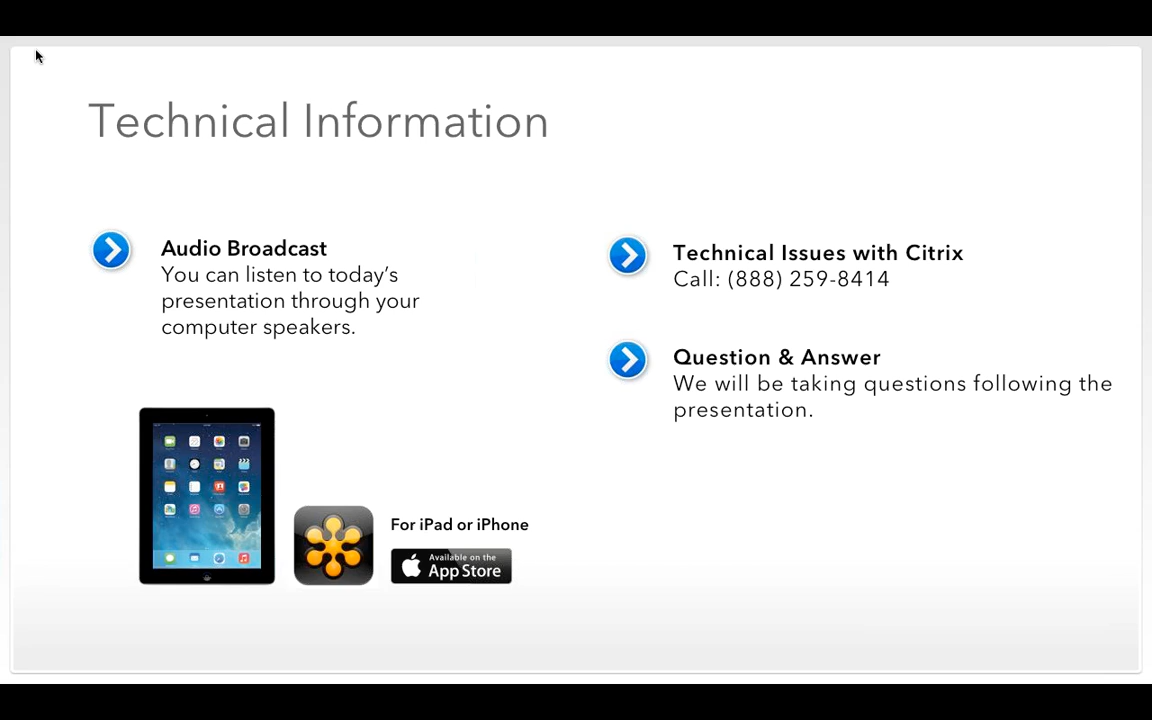 Technical Information
Audio Broadcast
You can listen to today’s
presentation through your
computer speakers.
For iPad or iPhone
Available on the
App Store
Technical Issues with Citrix
Call: (888) 259-8414
Question & Answer
We will be taking questions following the
presentation.